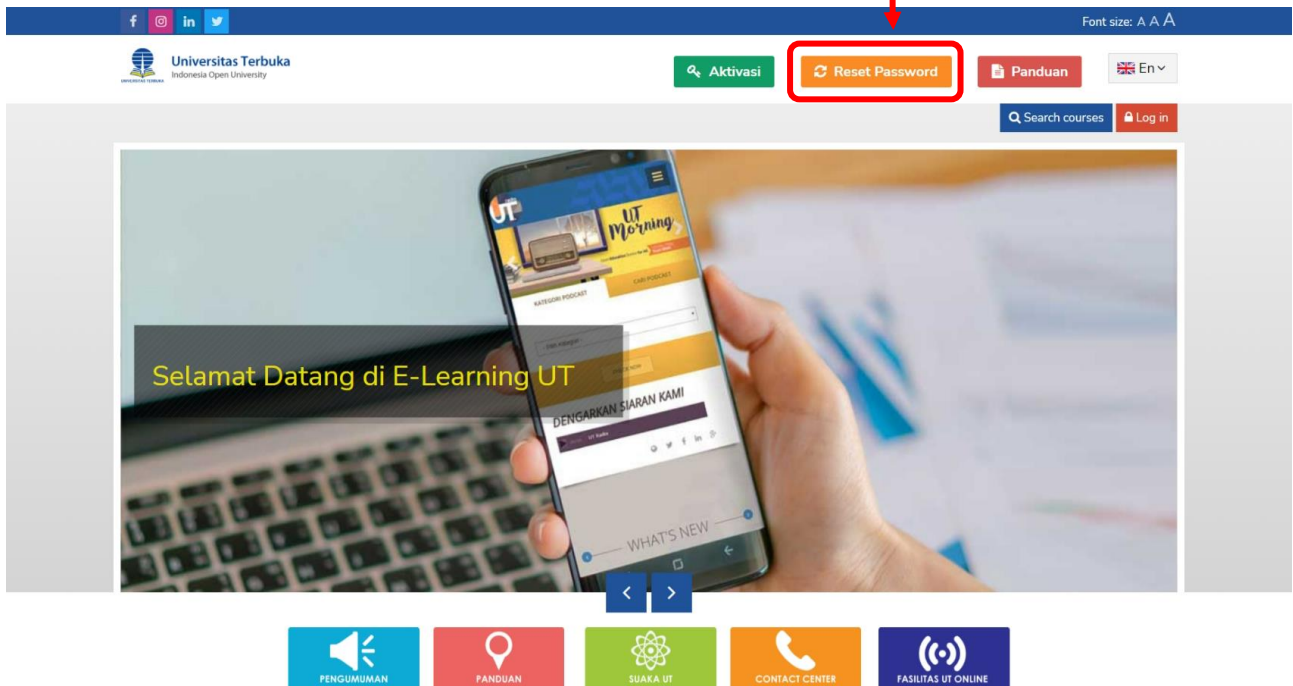 Font size: A A A
Universitas Terbuka
Indonesia Open University
UNIVERSITAS TERBUKA
Aktivasi
Reset Password
Panduan
En
Search courses
Log in
UT
UT Morning
KATEGORI PODCAST
CARI PODCAST
Selamat Datang di E-Learning UT
DENGARKAN SIARAN KAMI
WHAT'S NEW
PENGUMUMAN
PANDUAN
SUAKA UT
CONTACT CENTER
FASILITAS UT ONLINE